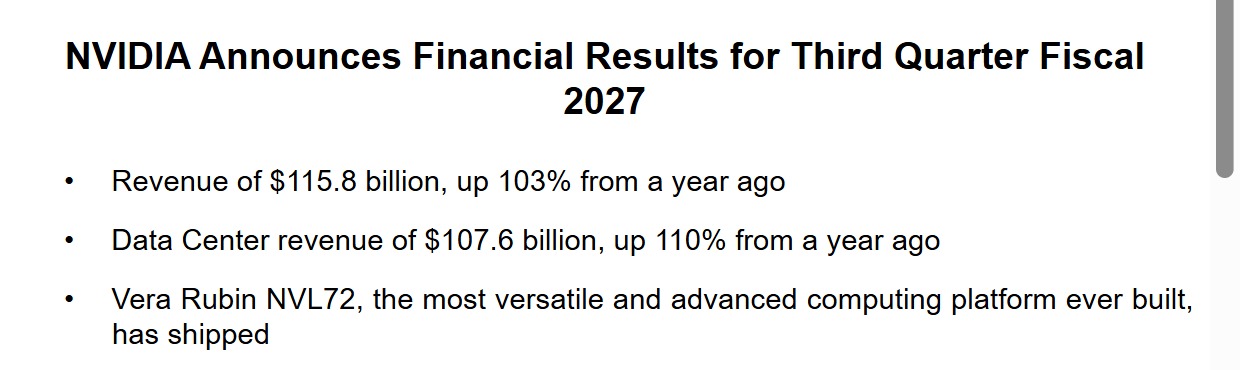 NVIDIA Announces Financial Results for Third Quarter Fiscal
2027
• Revenue of $115.8 billion, up 103% from a year ago
• Data Center revenue of $107.6 billion, up 110% from a year ago
• Vera Rubin NVL72, the most versatile and advanced computing platform ever built,
has shipped